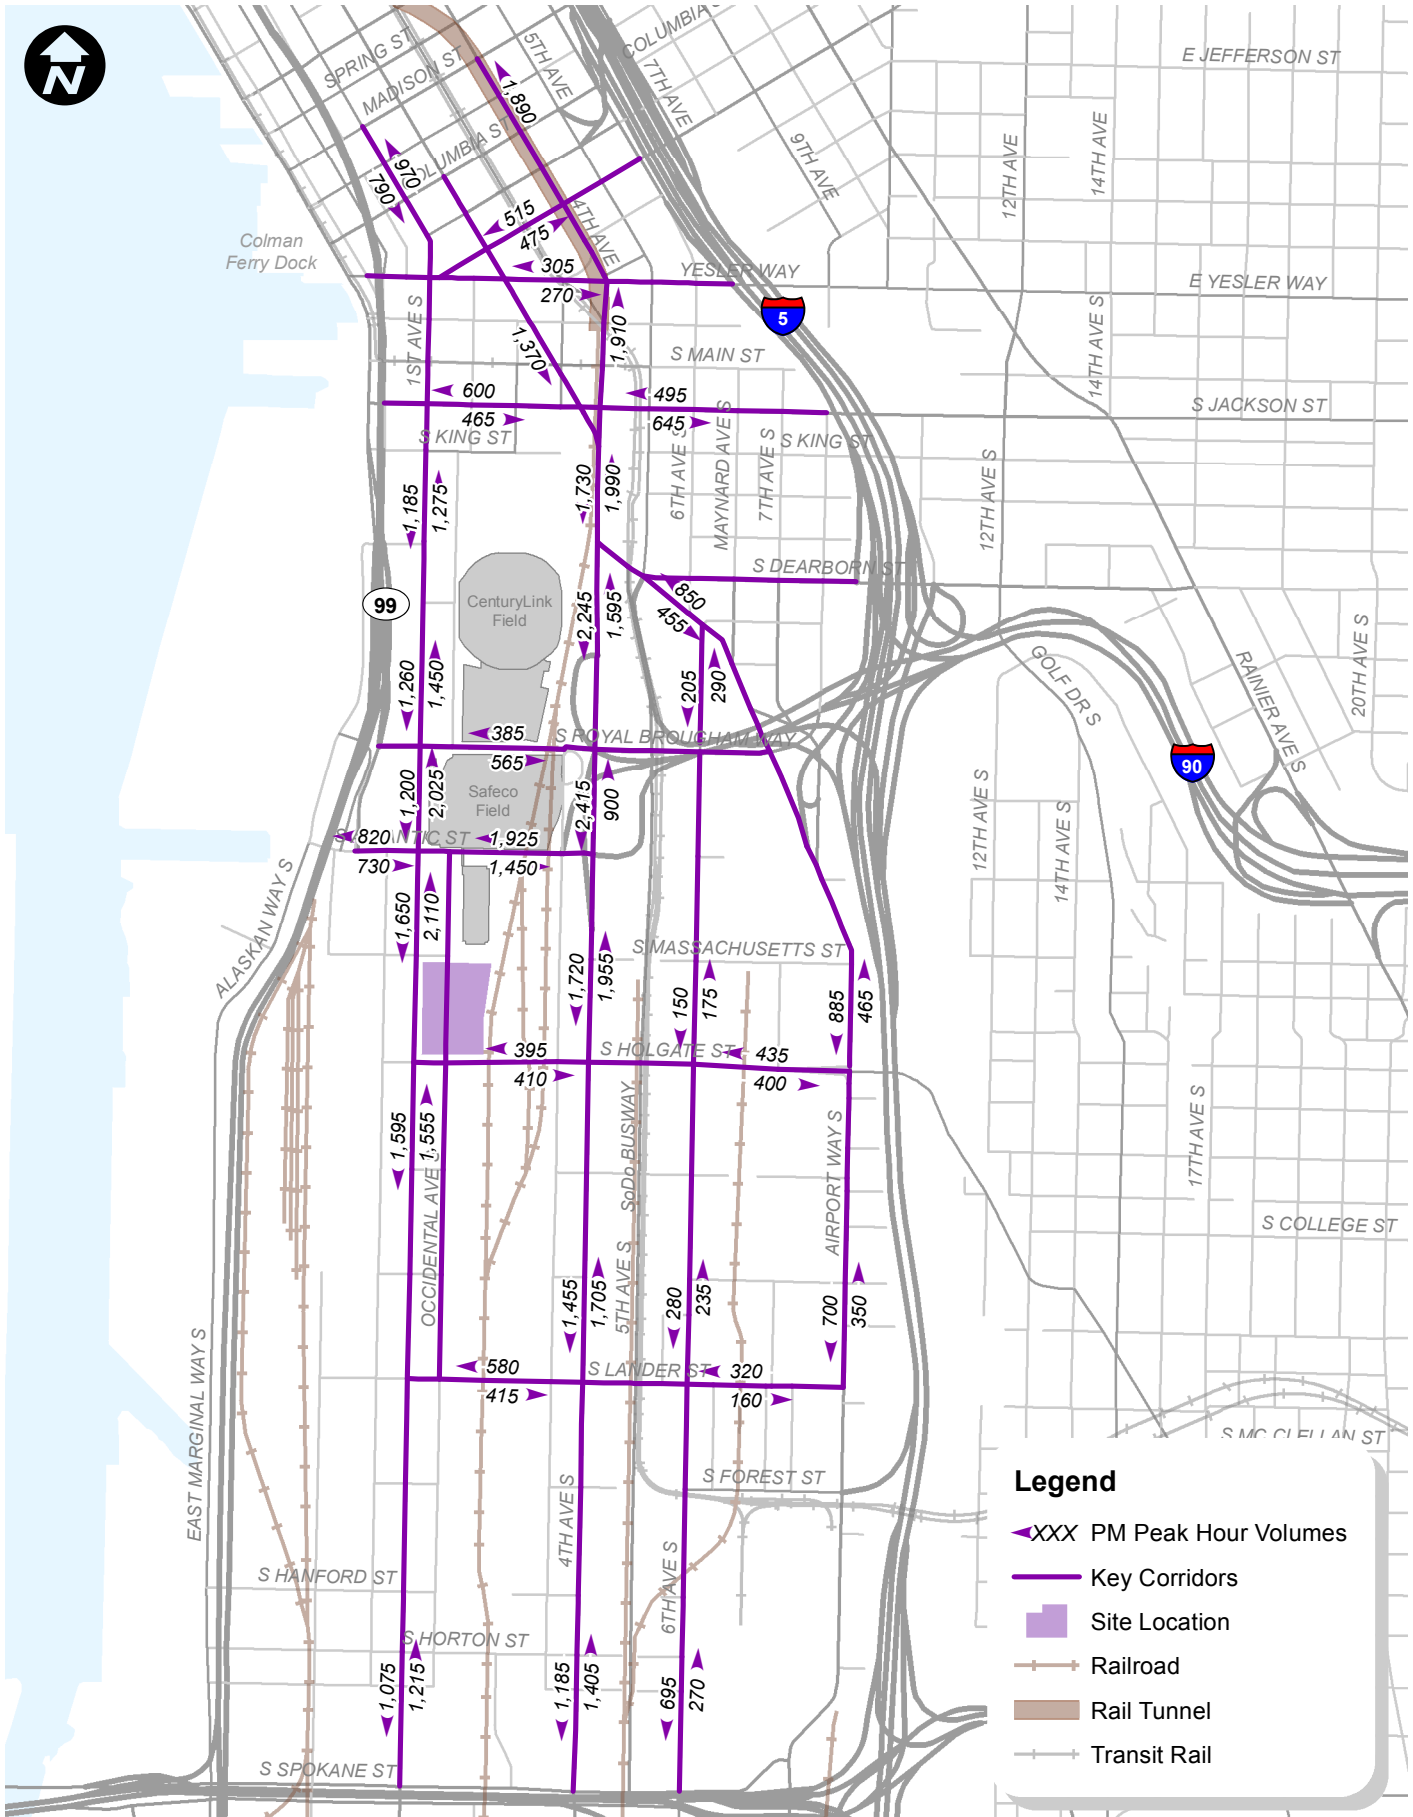 N
SPRING ST
MADISON ST
COLUMBIA ST
5TH AVE
COLUMBIA
7TH AVE
9TH AVE
E JEFFERSON ST
12TH AVE
14TH AVE
1,890
970
790
515
475
4TH AVE
Colman
Ferry Dock
305
270
YESLER WAY
E YESLER WAY
5
1ST AVE S
1,370
1,910
S MAIN ST
14TH AVE S
600
465
495
645
S JACKSON ST
S KING ST
S KING ST
6TH AVE S
MAYNARD AVE S
7TH AVE S
12TH AVE S
1,185
1,275
1,730
1,990
S DEARBORN ST
99
CenturyLink
Field
2,245
1,595
850
455
1,260
1,450
205
290
GOLF DR S
RAINIER AVE S
20TH AVE S
385
565
S ROYAL BROUGHAM WAY
90
1,200
2,025
Safeco
Field
2,415
900
12TH AVE S
14TH AVE S
820
730
1,925
1,450
ALASKAN WAY S
1,650
2,110
S MASSACHUSETTS ST
1,720
1,955
150
175
885
465
395
410
S HOLGATE ST
435
400
1,595
1,555
OCCIDENTAL AVE S
SoDo BUSWAY
AIRPORT WAY S
17TH AVE S
S COLLEGE ST
1,455
1,705
5TH AVE S
280
235
700
350
EAST MARGINAL WAY S
580
415
S LANDER ST
320
160
S MC CLELLAN ST
S FOREST ST
4TH AVE S
6TH AVE S
S HANFORD ST
S HORTON ST
1,075
1,215
1,185
1,405
695
270
S SPOKANE ST
Legend
XXX PM Peak Hour Volumes
Key Corridors
Site Location
Railroad
Rail Tunnel
Transit Rail